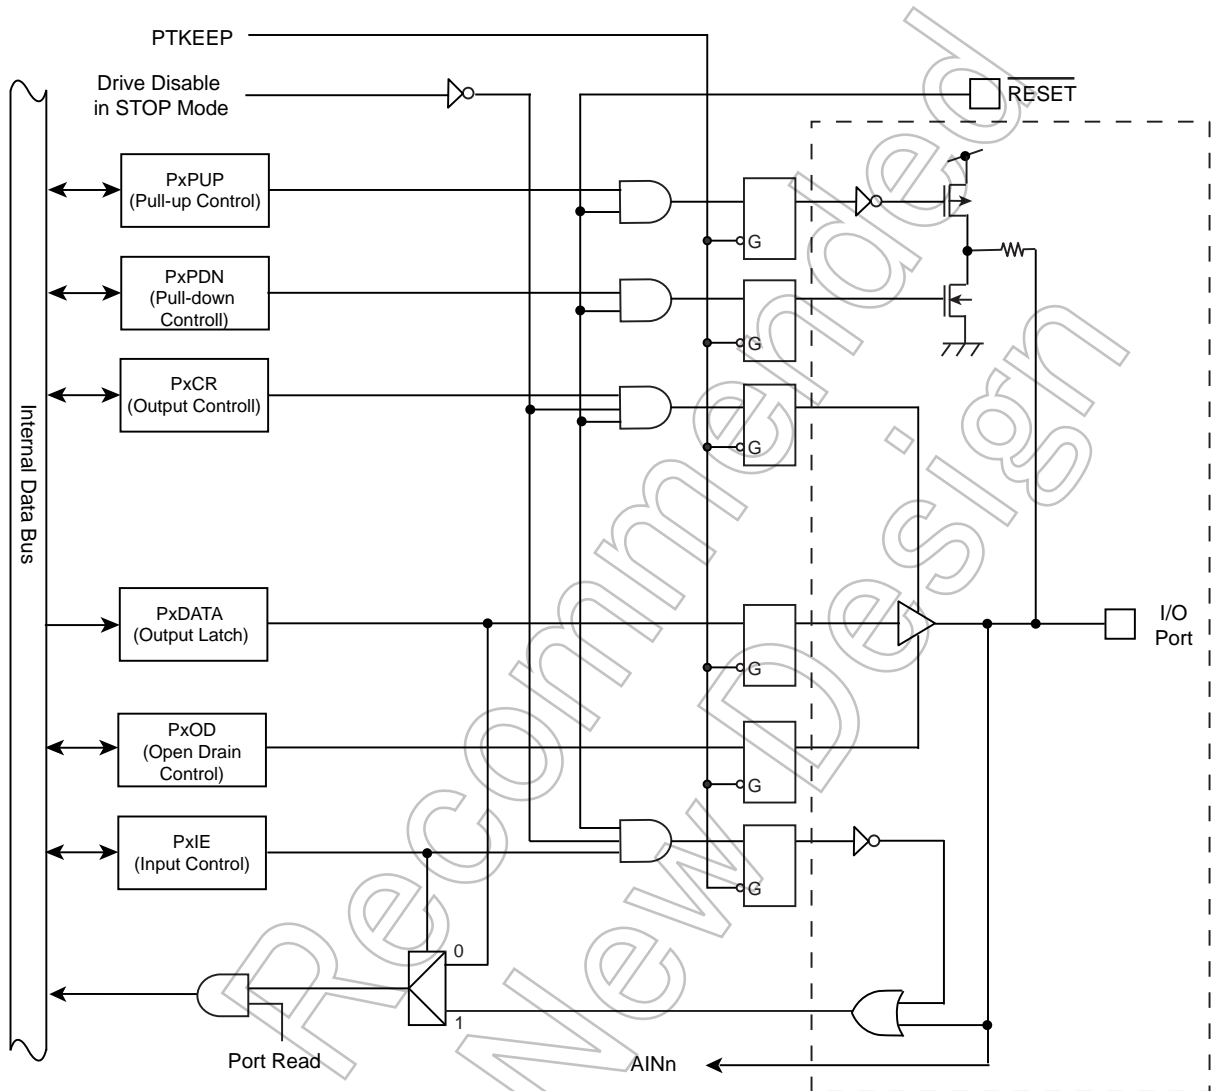 PTKEEP
Drive Disable
in STOP Mode
RESET
PxPUP
(Pull-up Control)
G
PxPDN
(Pull-down
Controll)
G
PxCR
(Output Controll)
G
Internal Data Bus
PxDATA
(Output Latch)
G
I/O
Port
PxOD
(Open Drain
Control)
G
PxIE
(Input Control)
G
0
1
Port Read
AINn
Recommended
New Design